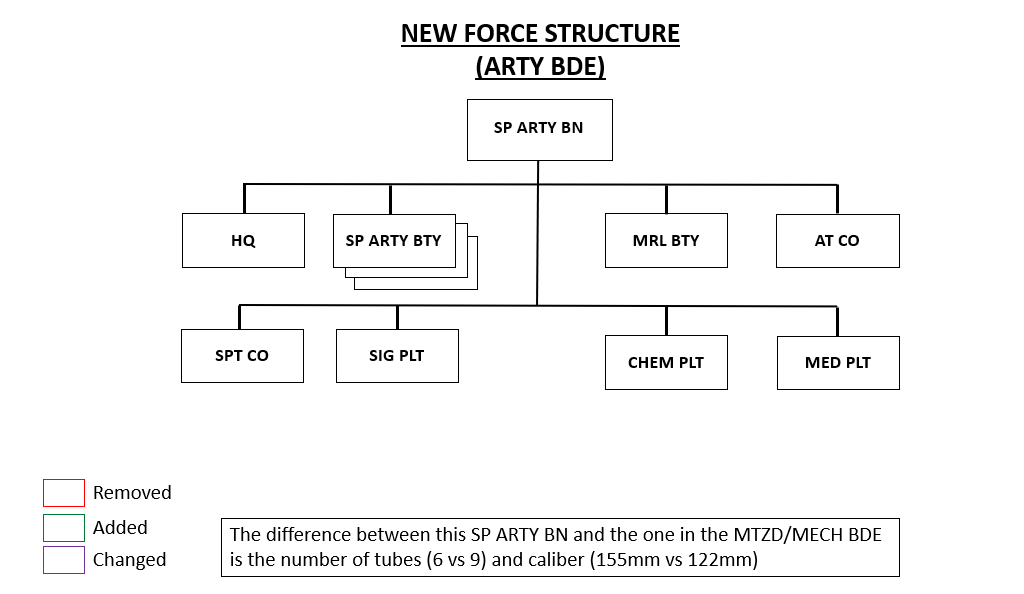 NEW FORCE STRUCTURE
(ARTY BDE)
SP ARTY BN
HQ
SP ARTY BTY
MRL BTY
AT CO
SPT CO
SIG PLT
CHEM PLT
MED PLT
Removed
Added
Changed
The difference between this SP ARTY BN and the one in the MTZD/MECH BDE
is the number of tubes (6 vs 9) and caliber (155mm vs 122mm)